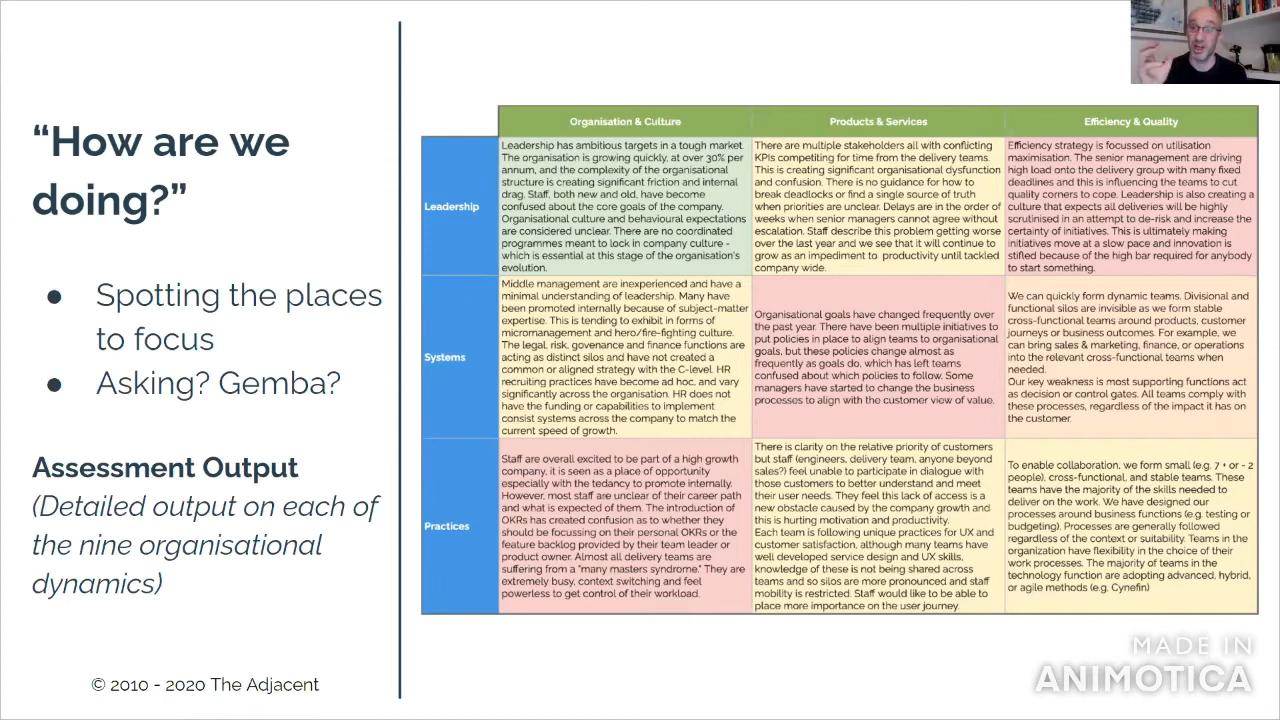 “How are we
doing?”
● Spotting the places
to focus
● Asking? Gemba?
Assessment Output
(Detailed output on each of
the nine organisational
dynamics)
© 2010 - 2020 The Adjacent
Organisation & Culture
Products & Services
Efficiency & Quality
Leadership
Leadership has ambitious targets in a tough market.
The organisation is growing quickly, at over 30% per
annum, and the complexity of the organisational
structure is creating significant friction and internal
drag. Staff, both new and old, have become
confused about the core goals of the company.
Organisational culture and behavioural expectations
are considered unclear. There are no coordinated
programmes meant to lock in company culture -
which is essential at this stage of the organisation's
evolution.
There are multiple stakeholders all with conflicting
KPIs competing for time from the delivery teams.
This is creating significant organisational dysfunction
and confusion. There is no guidance for how to
break deadlocks or find a single source of truth
when priorities are unclear. Delays are in the order of
weeks when senior managers cannot agree without
escalation. Staff describe this problem getting worse
over the last year and we see that it will continue to
grow as an impediment to productivity until tackled
company wide.
Efficiency strategy is focussed on utilisation
maximisation. The senior management are driving
high load onto the delivery group with many fixed
deadlines and this is influencing the teams to cut
quality corners to cope. Leadership is also creating a
culture that expects all deliveries will be highly
scrutinised in an attempt to de-risk and increase the
certainty of initiatives. This is ultimately making
initiatives move at a slow pace and innovation is
stifled because of the high bar required for anybody
to start something.
Systems
Middle management are inexperienced and have a
minimal understanding of leadership. Many have
been promoted internally because of subject-matter
expertise. This is tending to exhibit in forms of
micromanagement and hero/fire-fighting culture.
The legal, risk, govenance and finance functions are
acting as distinct silos and have not created a
common or aligned strategy with the C-level. HR
recruiting practices have become ad hoc, and vary
significantly across the organisation. HR does not
have the funding or capabilities to implement
consist systems across the company to match the
current speed of growth.
Organisational goals have changed frequently over
the past year. There have been multiple initiatives to
put policies in place to align teams to organisational
goals, but these policies change almost as
frequently as goals do, which has left teams
confused about which policies to follow. Some
managers have started to change the business
processes to align with the customer view of value.
We can quickly form dynamic teams. Divisional and
functional silos are invisible as we form stable
cross-functional teams around products, customer
journeys or business outcomes. For example, we
can bring sales & marketing, finance, or operations
into the relevant cross-functional teams when
needed.
Our key weakness is most supporting functions act
as decision or control gates. All teams comply with
these processes, regardless of the impact it has on
the customer.
Practices
Staff are overall excited to be part of a high growth
company, it is seen as a place of opportunity
especially with the tedancy to promote internally.
However, most staff are unclear of their career path
and what is expected of them. The introduction of
OKRs has created confusion as to whether they
should be focussing on their personal OKRs or the
feature backlog provided by their team leader or
product owner. Almost all delivery teams are
suffering from a "many masters syndrome." They are
extremely busy, context switching and feel
powerless to get control of their workload.
There is clarity on the relative priority of customers
but staff (engineers, delivery team, anyone beyond
sales?) feel unable to participate in dialogue with
those customers to better understand and meet
their user needs. They feel this lack of access is a
new obstacle caused by the company growth and
this is hurting motivation and productivity.
Each team is following unique practices for UX and
customer satisfaction, although many teams have
well developed service design and UX skills,
knowledge of these is not being shared across
teams and so silos are more pronounced and staff
mobility is restricted. Staff would like to be able to
place more importance on the user journey.
To enable collaboration, we form small (e.g. 7 + or - 2
people), cross-functional, and stable teams. These
teams have the majority of the skills needed to
deliver on the work. We have designed our
processes around business functions (e.g. testing or
budgeting). Processes are generally followed
regardless of the context or suitability. Teams in the
organization have flexibility in the choice of their
work processes. The majority of teams in the
technology function are adopting advanced, hybrid,
or agile methods (e.g, Cynefin)
MADE IN
ANIMOTICA